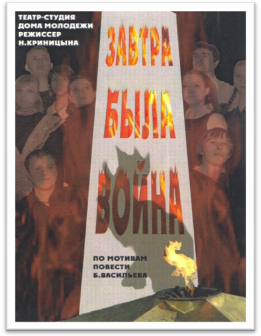 ТЕАТР-СТУДИЯ
ДОМА МОЛОДЕЖИ
РЕЖИССЕР
Н.КРИНИЦЫНА
ЗАВТРА
БЫЛА
ВОЙНА
ПО МОТИВАМ
ПОВЕСТИ
Б.ВАСИЛЬЕВА